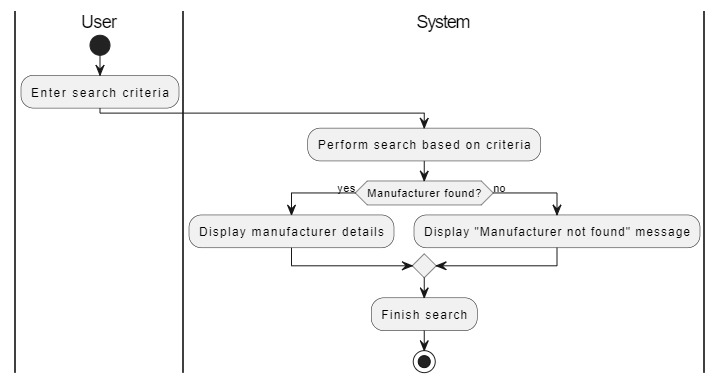 User
System
Enter search criteria
Perform search based on criteria
yes
Manufacturer found?
no
Display manufacturer details
Display "Manufacturer not found" message
Finish search